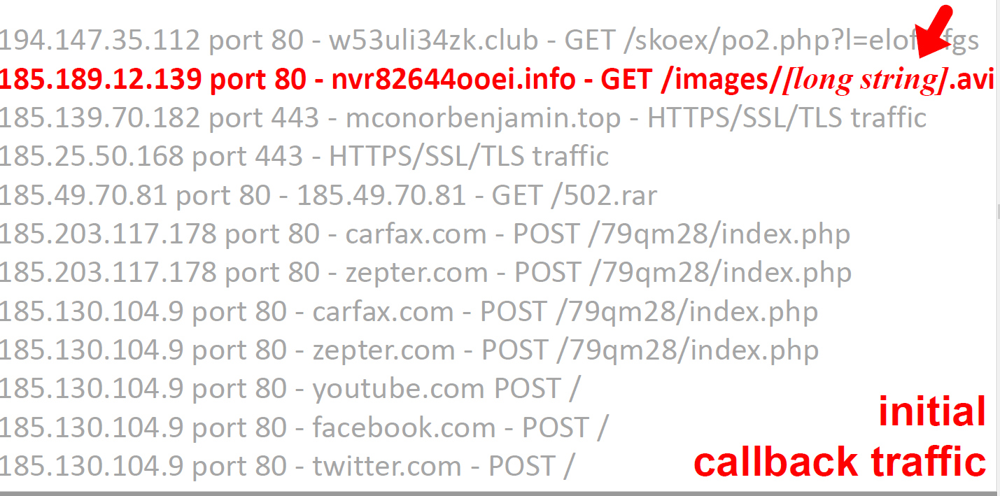 194.147.35.112 port 80 - w53uli34zk.club - GET /skoex/po2.php?l=
185.189.12.139 port 80 - nvr82644ooei.info - GET /images/[long string].avi
185.139.70.182 port 443 - mconorbenjamin.top - HTTPS/SSL/TLS traffic
185.25.50.168 port 443 - HTTPS/SSL/TLS traffic
185.49.70.81 port 80 - 185.49.70.81 - GET /502.rar
185.203.117.178 port 80 - carfax.com - POST /79qm28/index.php
185.203.117.178 port 80 - zepter.com - POST /79qm28/index.php
185.130.104.9 port 80 - carfax.com - POST /79qm28/index.php
185.130.104.9 port 80 - zepter.com - POST /79qm28/index.php
185.130.104.9 port 80 - youtube.com POST /
185.130.104.9 port 80 - facebook.com - POST /
185.130.104.9 port 80 - twitter.com - POST /
initial
callback traffic